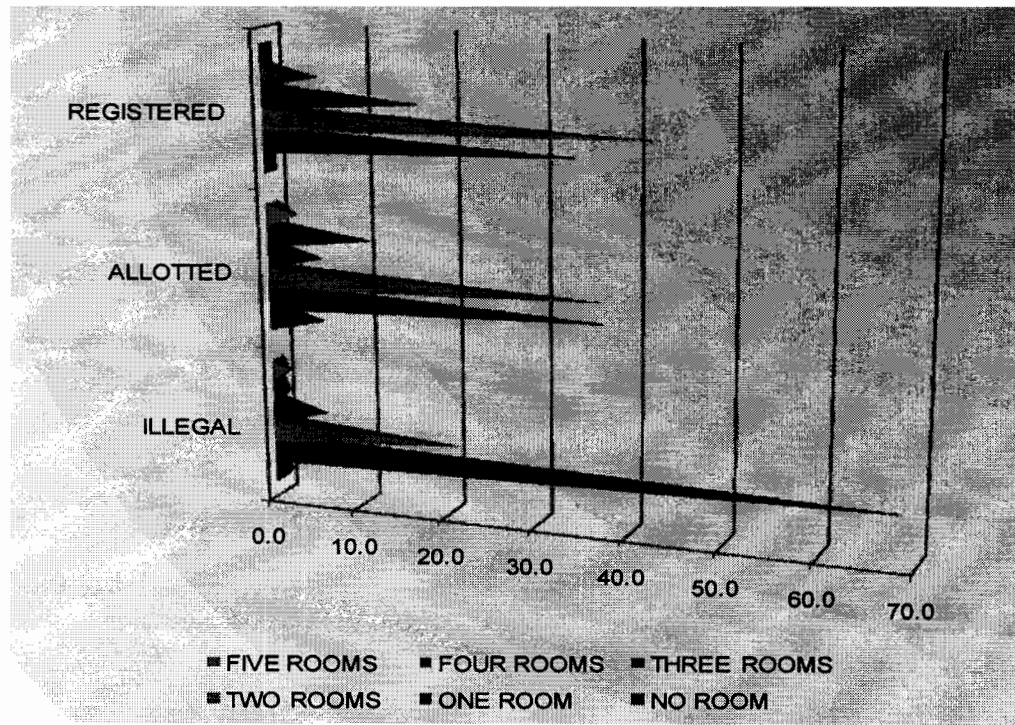 REGISTERED
ALLOTTED
ILLEGAL
0.0 10.0 20.0 30.0 40.0 50.0 60.0 70.0
FIVE ROOMS FOUR ROOMS THREE ROOMS
TWO ROOMS ONE ROOM NO ROOM